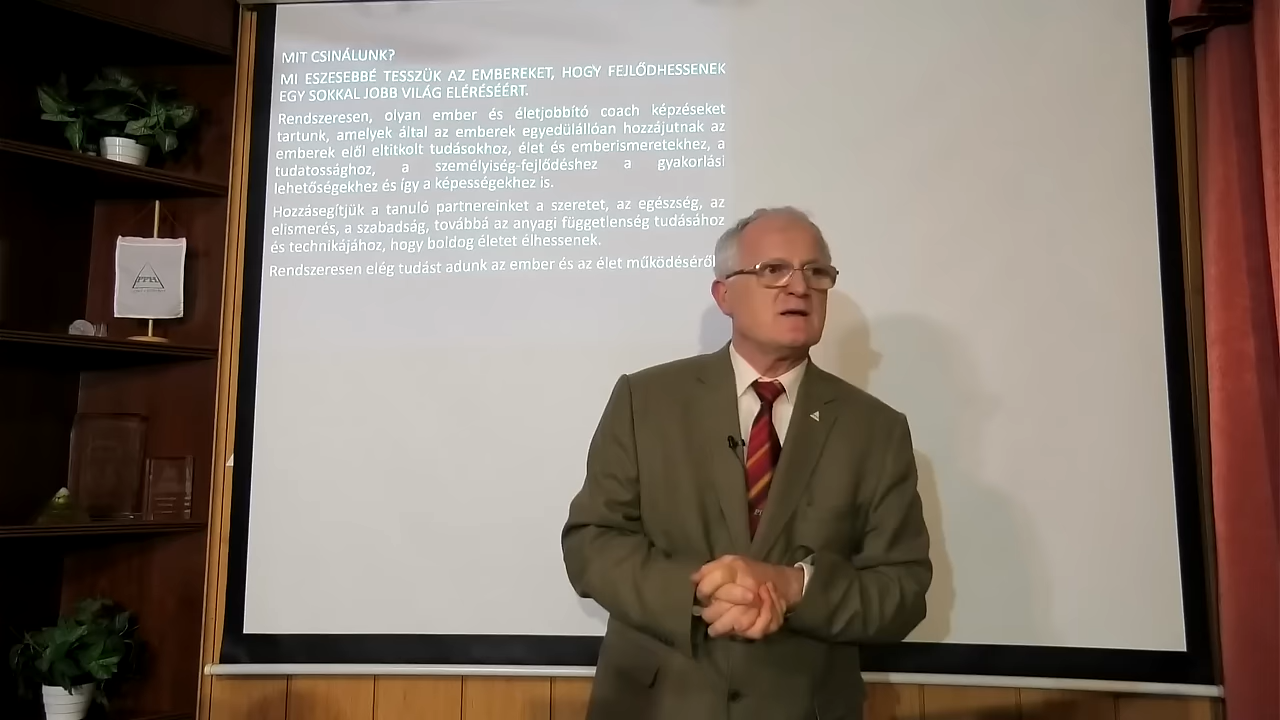 MIT CSINÁLUNK?
MI ESZESEBBÉ TESSZÜK AZ EMBEREKET, HOGY FEJLŐDHESSENEK
EGY SOKKAL JOBB VILÁG ELÉRÉSÉÉRT.
Rendszeresen, olyan ember és életjobbító coach képzéseket
tartunk, amelyek által az emberek egyedülállóan hozzájutnak az
emberek elől eltitkolt tudásokhoz, élet és emberismeretekhez, a
tudatossághoz, a személyiség-fejlődéshez a gyakorlási
lehetőségekhez és így a képességekhez is.
Hozzásegítjük a tanuló partnereinket a szeretet, az egészség, az
elismerés, a szabadság, továbbá az anyagi függetlenség tudásához
és technikájához, hogy boldog életet élhessenek.
Rendszeresen elég tudást adunk az ember és az élet működéséről